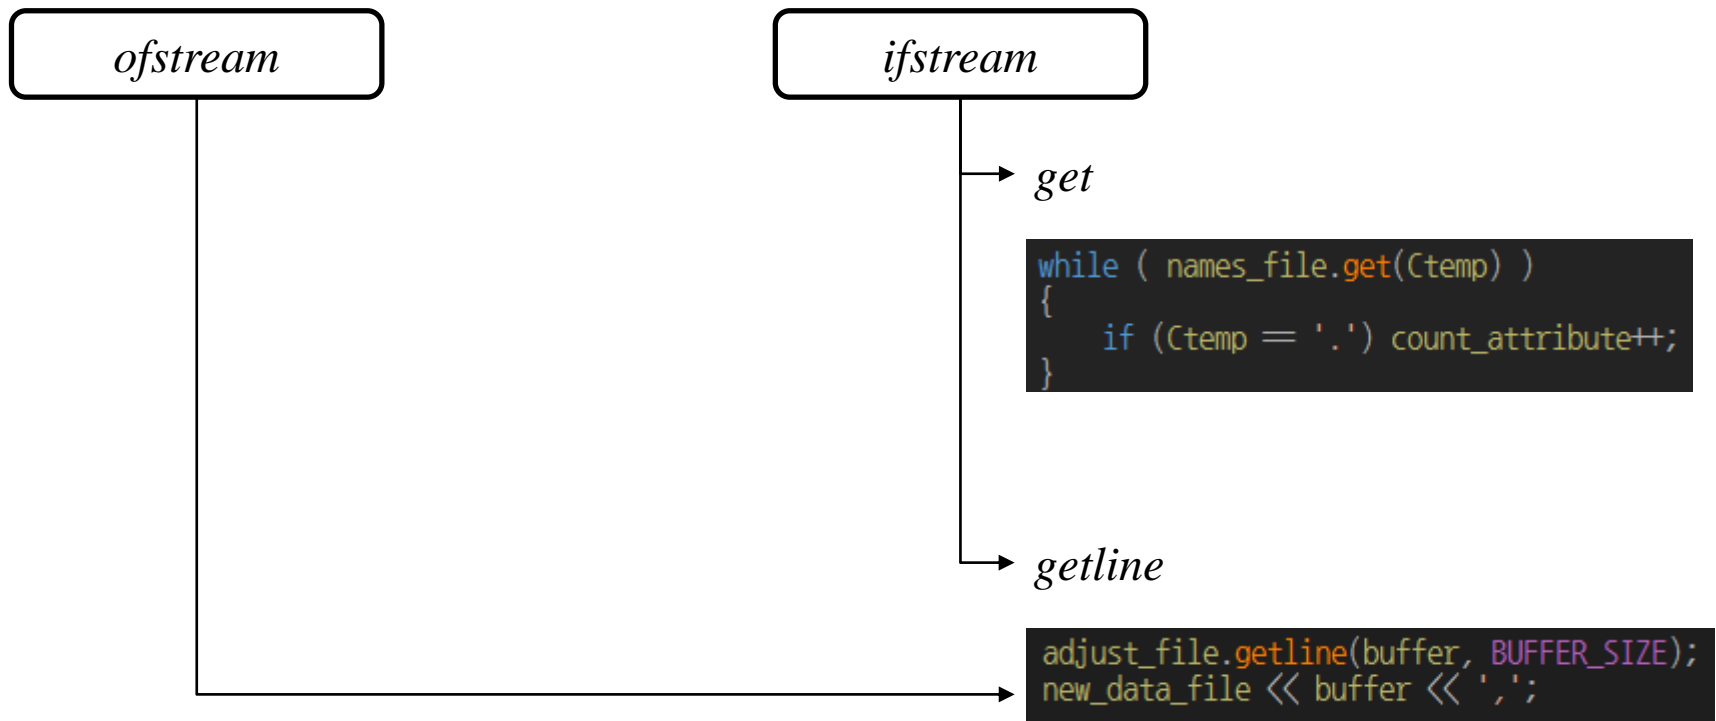 ofstream
ifstream
get
while ( names_file.get(Ctemp) )
{
    if (Ctemp == '.') count_attribute++;
}
getline
adjust_file.getline(buffer, BUFFER_SIZE);
new_data_file << buffer << ',';